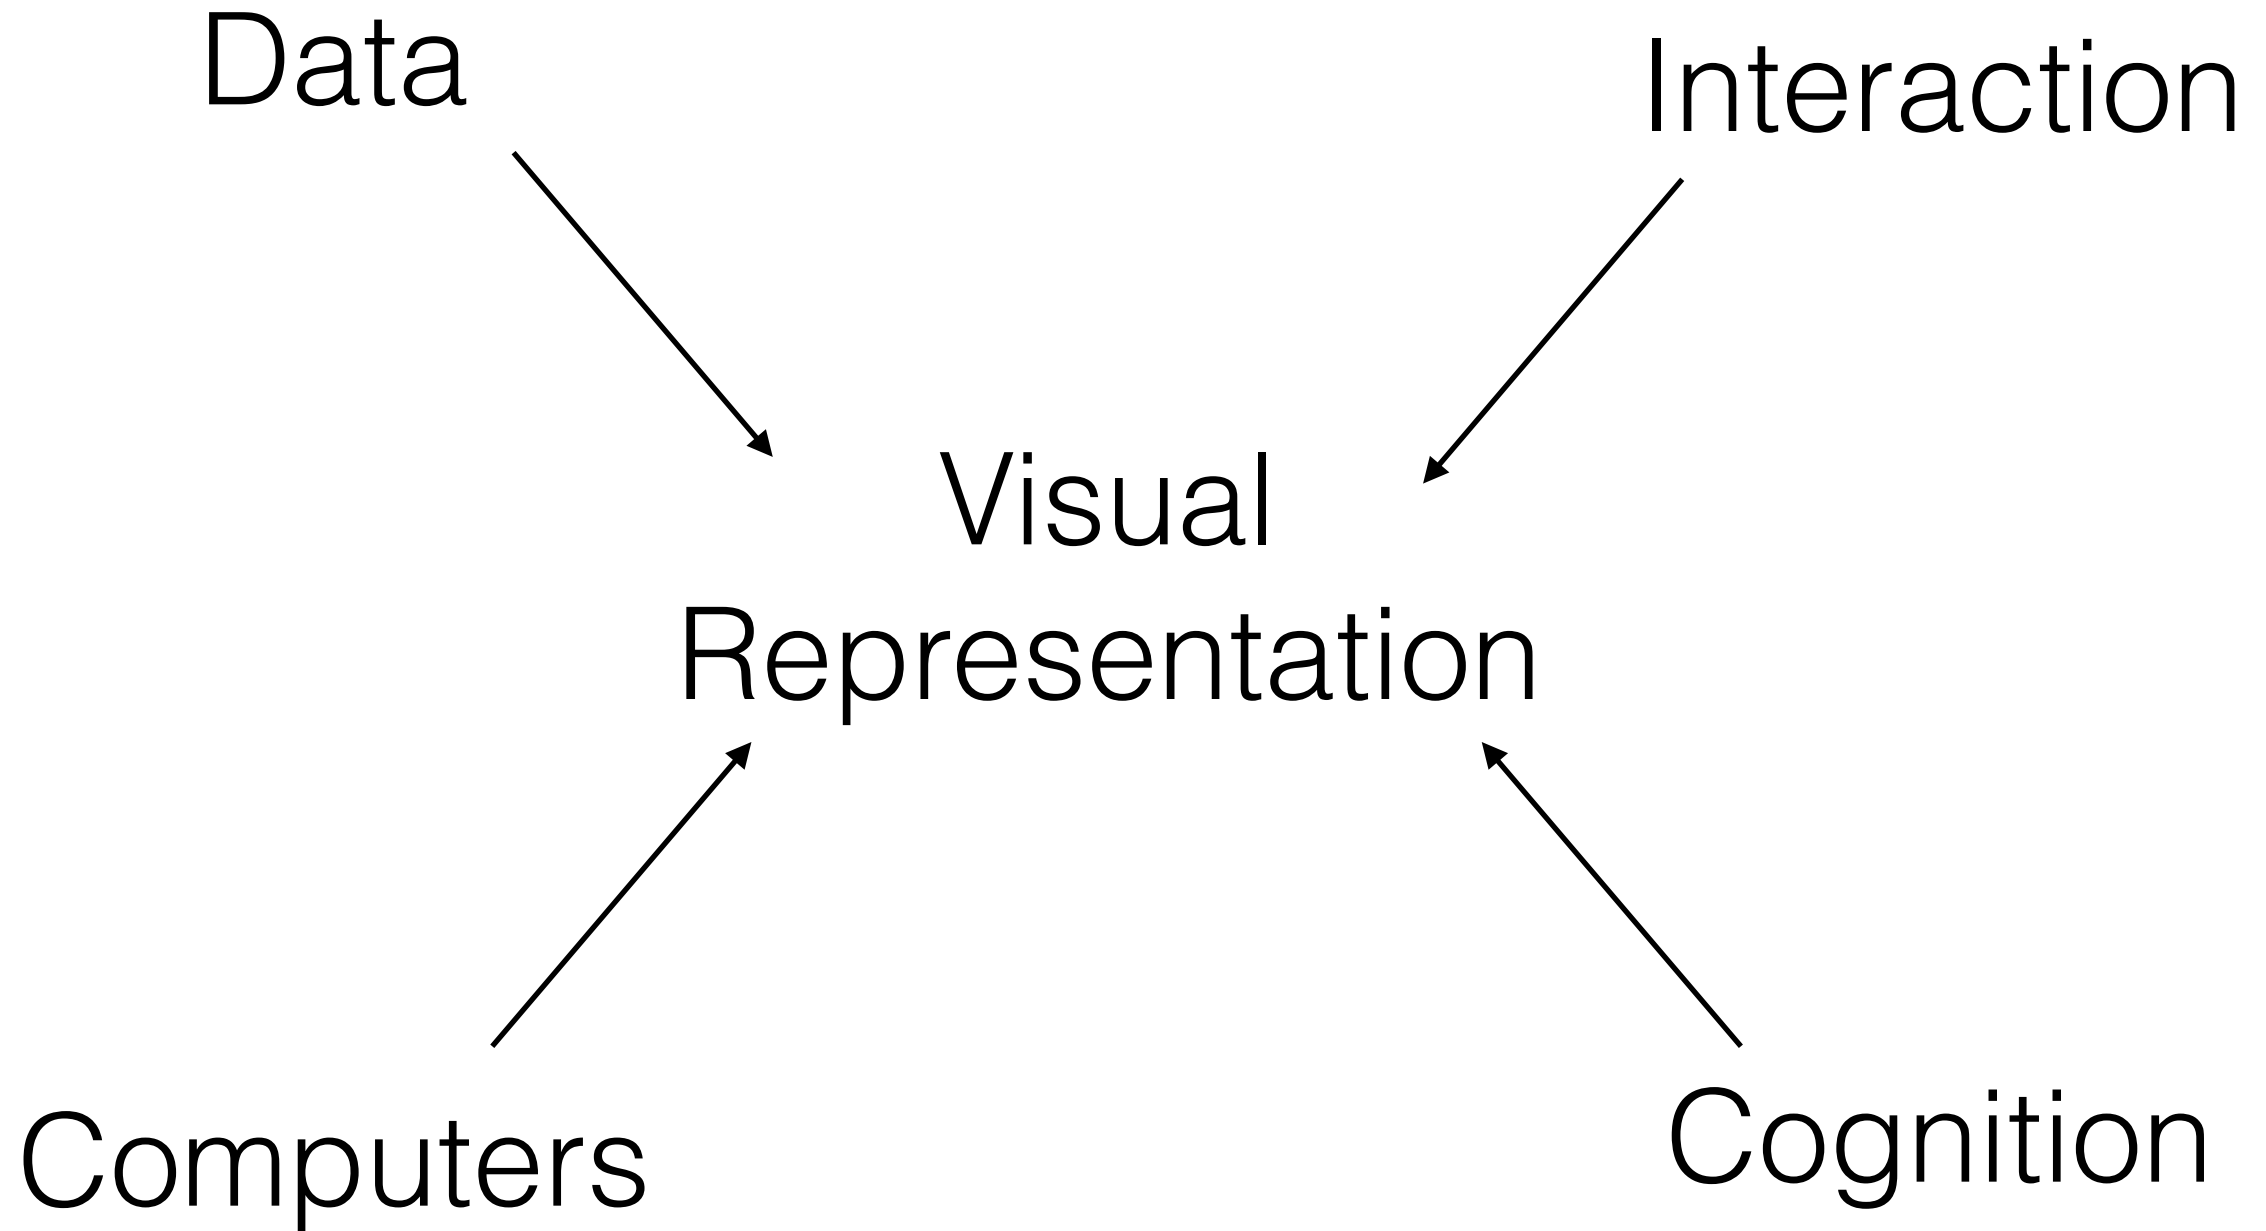 Data
Interaction
Visual
Representation
Computers
Cognition